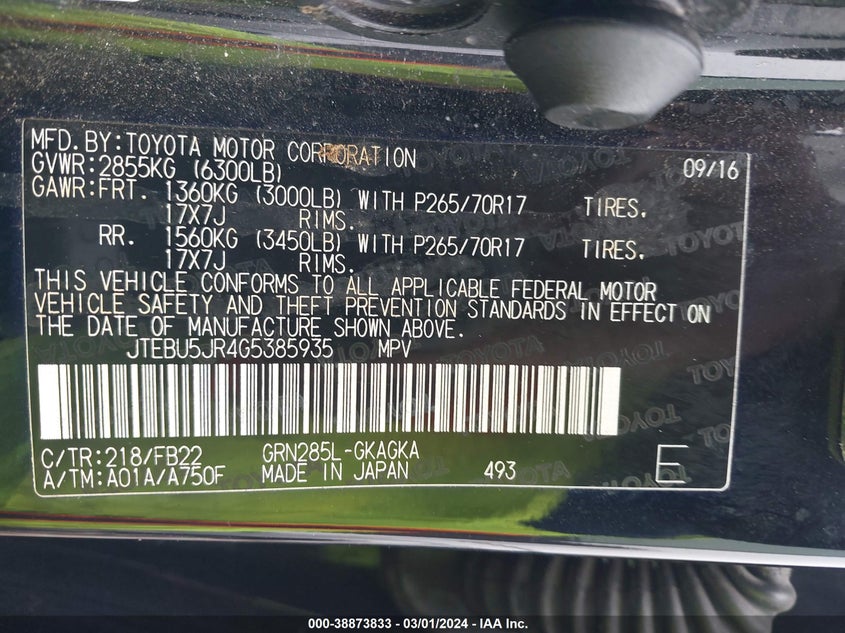 MFD.BY:TOYOTA MOTOR CORPORATION 09/16
GVWR:2855KG (6300LB)
GAWR:FRT. 1360KG (3000LB) WITH P265/70R17 TIRES.
17X7J RIMS.
RR. 1560KG (3450LB) WITH P265/70R17 TIRES.
17X7J RIMS.
THIS VEHICLE CONFORMS TO ALL APPLICABLE FEDERAL MOTOR
VEHICLE SAFETY AND THEFT PREVENTION STANDARDS IN EFFECT ON
THE DATE OF MANUFACTURE SHOWN ABOVE.
JTEBU5JR4G5385935 MPV
C/TR:218/FB22 GRN285L-GKAGKA
A/TM:A01A/A750F MADE IN JAPAN 493 E
TOYOTA
000-38873833 / 03/01/2024 — IAA Inc.